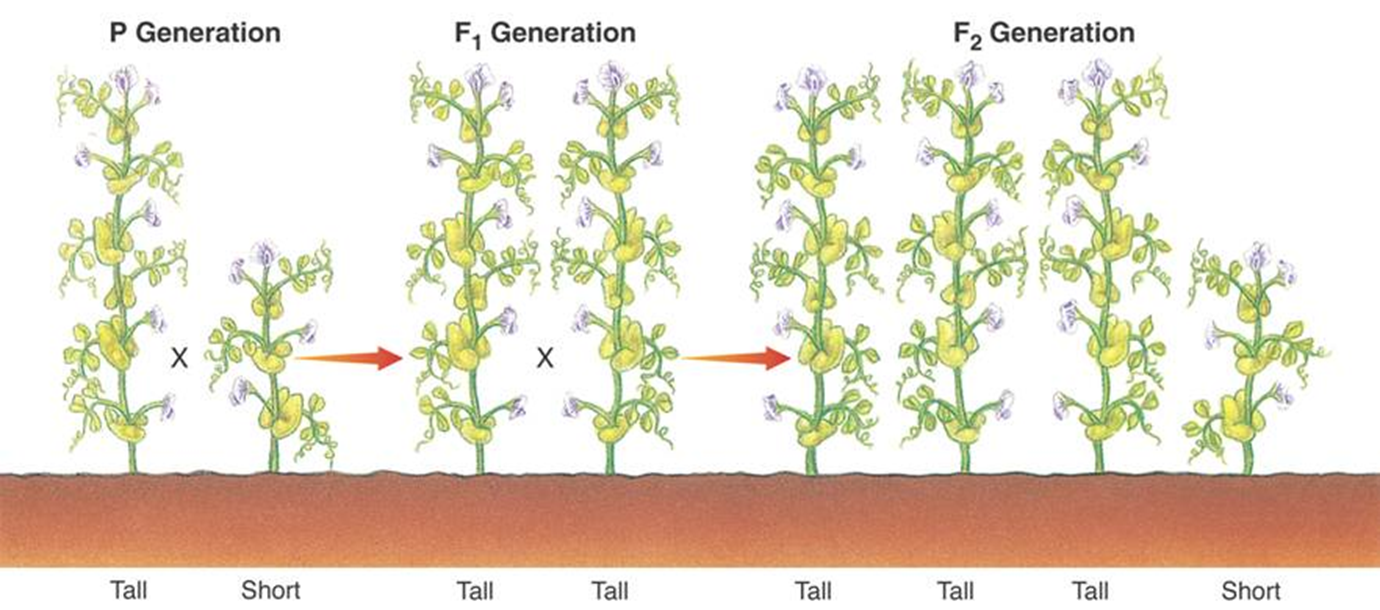 P Generation
F₁ Generation
F₂ Generation
X
X
Tall
Short
Tall
Tall
Tall
Tall
Tall
Short